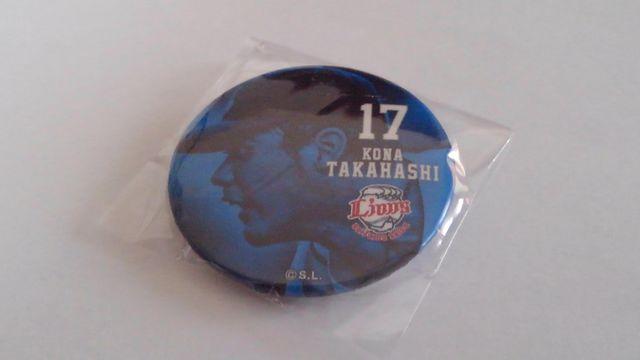 17
KONA
TAKAHASHI
Lions
©S.L.